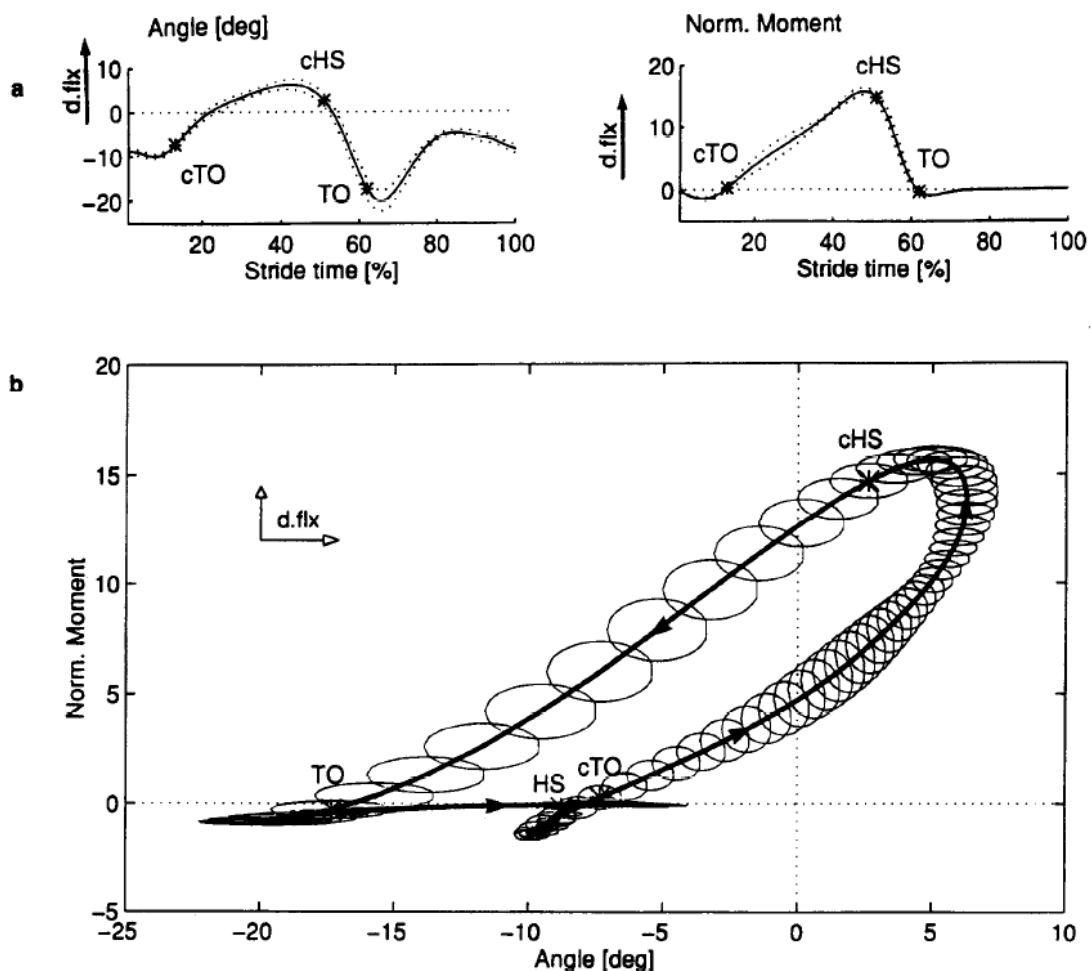 a
Angle [deg]
d.flx
10
0
−10
−20
cHS
cTO
TO
20
40
60
80
100
Stride time [%]
Norm. Moment
d.flx
20
10
0
cHS
cTO
TO
20
40
60
80
100
Stride time [%]
b
Norm. Moment
20
15
10
5
0
−5
d.flx
cHS
TO
HS
cTO
−25
−20
−15
−10
−5
0
5
10
Angle [deg]